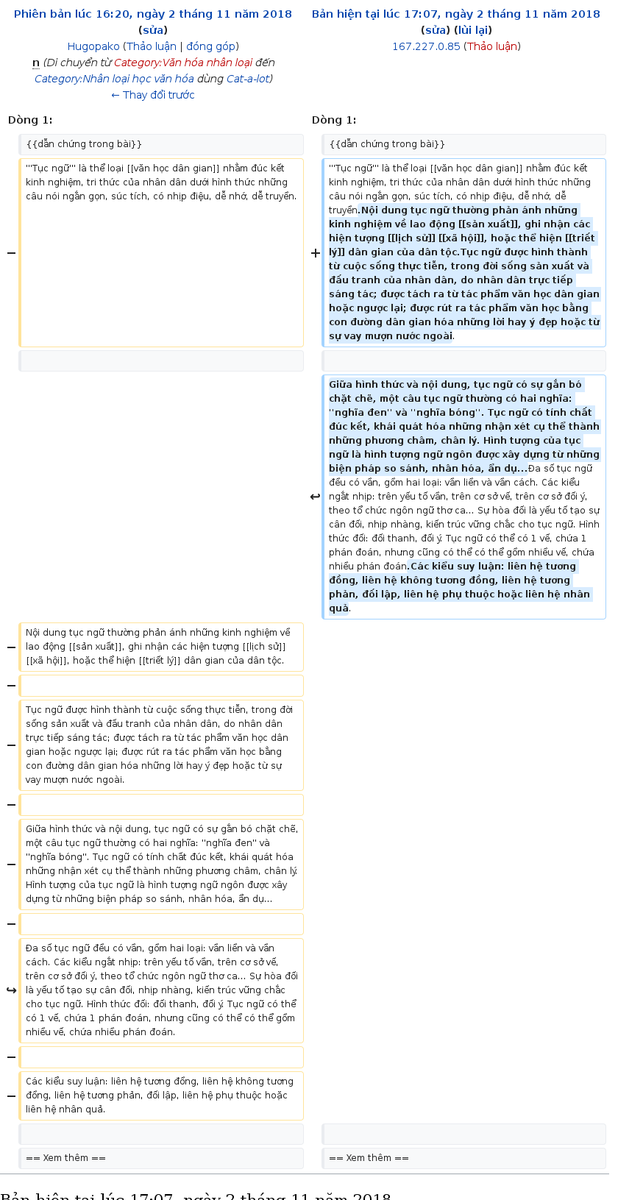 Phiên bản lúc 16:20, ngày 2 tháng 11 năm 2018
(sửa)
Hugopako (Thảo luận | đóng góp)
n (Di chuyển từ Category:Văn hóa nhân loại đến
Category:Nhân loại học văn hóa dùng Cat-a-lot)
← Thay đổi trước
Bản hiện tại lúc 17:07, ngày 2 tháng 11 năm 2018
(sửa) (lùi lại)
167.227.0.85 (Thảo luận)
Dòng 1:
Dòng 1:
{{dẫn chứng trong bài}}
{{dẫn chứng trong bài}}
−
'''Tục ngữ''' là thể loại [[văn học dân gian]] nhằm đúc kết
kinh nghiệm, tri thức của nhân dân dưới hình thức những
câu nói ngắn gọn, súc tích, có nhịp điệu, dễ nhớ, dễ truyền.
+
'''Tục ngữ''' là thể loại [[văn học dân gian]] nhằm đúc kết
kinh nghiệm, tri thức của nhân dân dưới hình thức những
câu nói ngắn gọn, súc tích, có nhịp điệu, dễ nhớ, dễ
truyền.Nội dung tục ngữ thường phản ánh những
kinh nghiệm về lao động [[sản xuất]], ghi nhận các
hiện tượng [[lịch sử]] [[xã hội]], hoặc thể hiện [[triết
lý]] dân gian của dân tộc.Tục ngữ được hình thành
từ cuộc sống thực tiễn, trong đời sống sản xuất và
đấu tranh của nhân dân, do nhân dân trực tiếp
sáng tác; được tách ra từ tác phẩm văn học dân gian
hoặc ngược lại; được rút ra tác phẩm văn học bằng
con đường dân gian hóa những lời hay ý đẹp hoặc từ
sự vay mượn nước ngoài.
↩
Giữa hình thức và nội dung, tục ngữ có sự gắn bó
chặt chẽ, một câu tục ngữ thường có hai nghĩa:
''nghĩa đen'' và ''nghĩa bóng''. Tục ngữ có tính chất
đúc kết, khái quát hóa những nhận xét cụ thể thành
những phương châm, chân lý. Hình tượng của tục
ngữ là hình tượng ngữ ngôn được xây dựng từ những
biện pháp so sánh, nhân hóa, ẩn dụ...Đa số tục ngữ
đều có vần, gồm hai loại: vần liền và vần cách. Các kiểu
ngắt nhịp: trên yếu tố vần, trên cơ sở vế, trên cơ sở đối ý,
theo tổ chức ngôn ngữ thơ ca... Sự hòa đối là yếu tố tạo sự
cân đối, nhịp nhàng, kiến trúc vững chắc cho tục ngữ. Hình
thức đối: đối thanh, đối ý. Tục ngữ có thể có 1 vế, chứa 1
phán đoán, nhưng cũng có thể có thể gồm nhiều vế, chứa
nhiều phán đoán.Các kiểu suy luận: liên hệ tương
đồng, liên hệ không tương đồng, liên hệ tương
phản, đối lập, liên hệ phụ thuộc hoặc liên hệ nhân
quả.
−
Nội dung tục ngữ thường phản ánh những kinh nghiệm về
lao động [[sản xuất]], ghi nhận các hiện tượng [[lịch sử]]
[[xã hội]], hoặc thể hiện [[triết lý]] dân gian của dân tộc.
−
−
Tục ngữ được hình thành từ cuộc sống thực tiễn, trong đời
sống sản xuất và đấu tranh của nhân dân, do nhân dân
trực tiếp sáng tác; được tách ra từ tác phẩm văn học dân
gian hoặc ngược lại; được rút ra tác phẩm văn học bằng
con đường dân gian hóa những lời hay ý đẹp hoặc từ sự
vay mượn nước ngoài.
−
−
Giữa hình thức và nội dung, tục ngữ có sự gắn bó chặt chẽ,
một câu tục ngữ thường có hai nghĩa: ''nghĩa đen'' và
''nghĩa bóng''. Tục ngữ có tính chất đúc kết, khái quát hóa
những nhận xét cụ thể thành những phương châm, chân lý.
Hình tượng của tục ngữ là hình tượng ngữ ngôn được xây
dựng từ những biện pháp so sánh, nhân hóa, ẩn dụ...
−
↪
Đa số tục ngữ đều có vần, gồm hai loại: vần liền và vần
cách. Các kiểu ngắt nhịp: trên yếu tố vần, trên cơ sở vế,
trên cơ sở đối ý, theo tổ chức ngôn ngữ thơ ca... Sự hòa đối
là yếu tố tạo sự cân đối, nhịp nhàng, kiến trúc vững chắc
cho tục ngữ. Hình thức đối: đối thanh, đối ý. Tục ngữ có thể
có 1 vế, chứa 1 phán đoán, nhưng cũng có thể có thể gồm
nhiều vế, chứa nhiều phán đoán.
−
−
Các kiểu suy luận: liên hệ tương đồng, liên hệ không tương
đồng, liên hệ tương phản, đối lập, liên hệ phụ thuộc hoặc
liên hệ nhân quả.
== Xem thêm ==
== Xem thêm ==
Bản hiện tại lúc 17:07, ngày 2 tháng 11 năm 2018